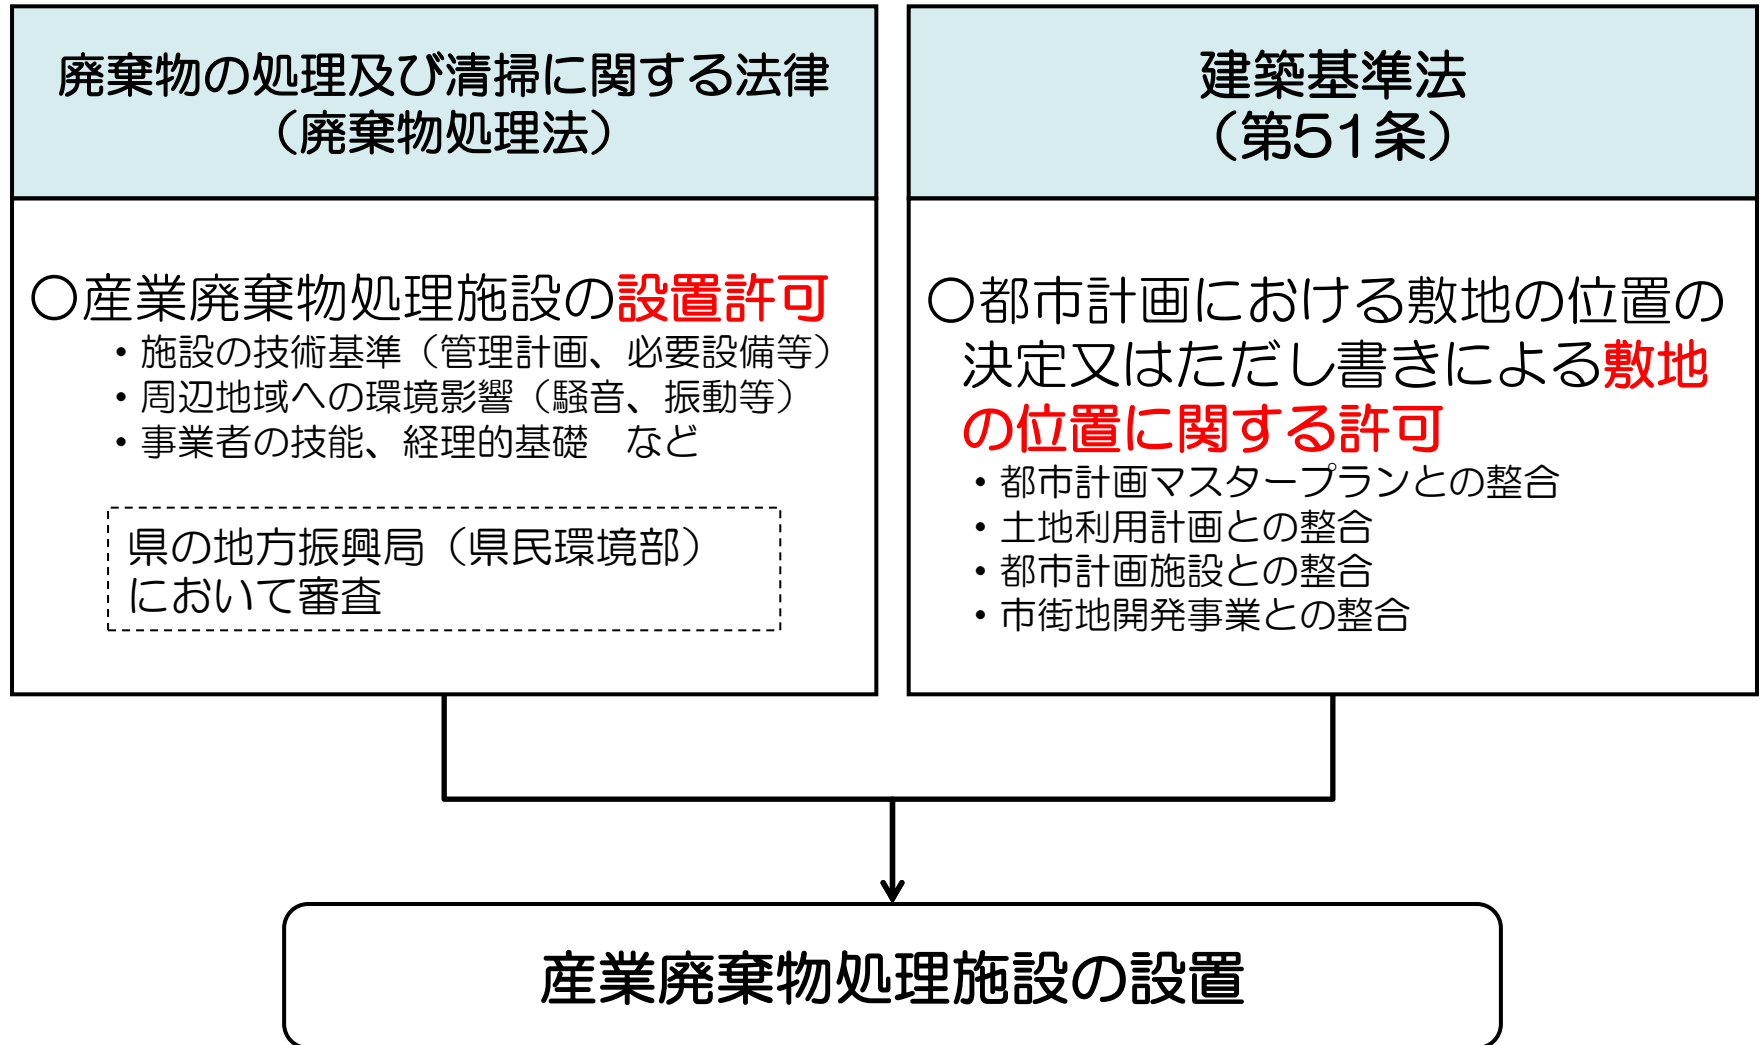 廃棄物の処理及び清掃に関する法律
（廃棄物処理法）
〇産業廃棄物処理施設の設置許可
・施設の技術基準（管理計画、必要設備等）
・周辺地域への環境影響（騒音、振動等）
・事業者の技能、経理的基礎　など
県の地方振興局（県民環境部）
において審査
建築基準法
（第51条）
〇都市計画における敷地の位置の
決定又はただし書きによる敷地
の位置に関する許可
・都市計画マスタープランとの整合
・土地利用計画との整合
・都市計画施設との整合
・市街地開発事業との整合
産業廃棄物処理施設の設置